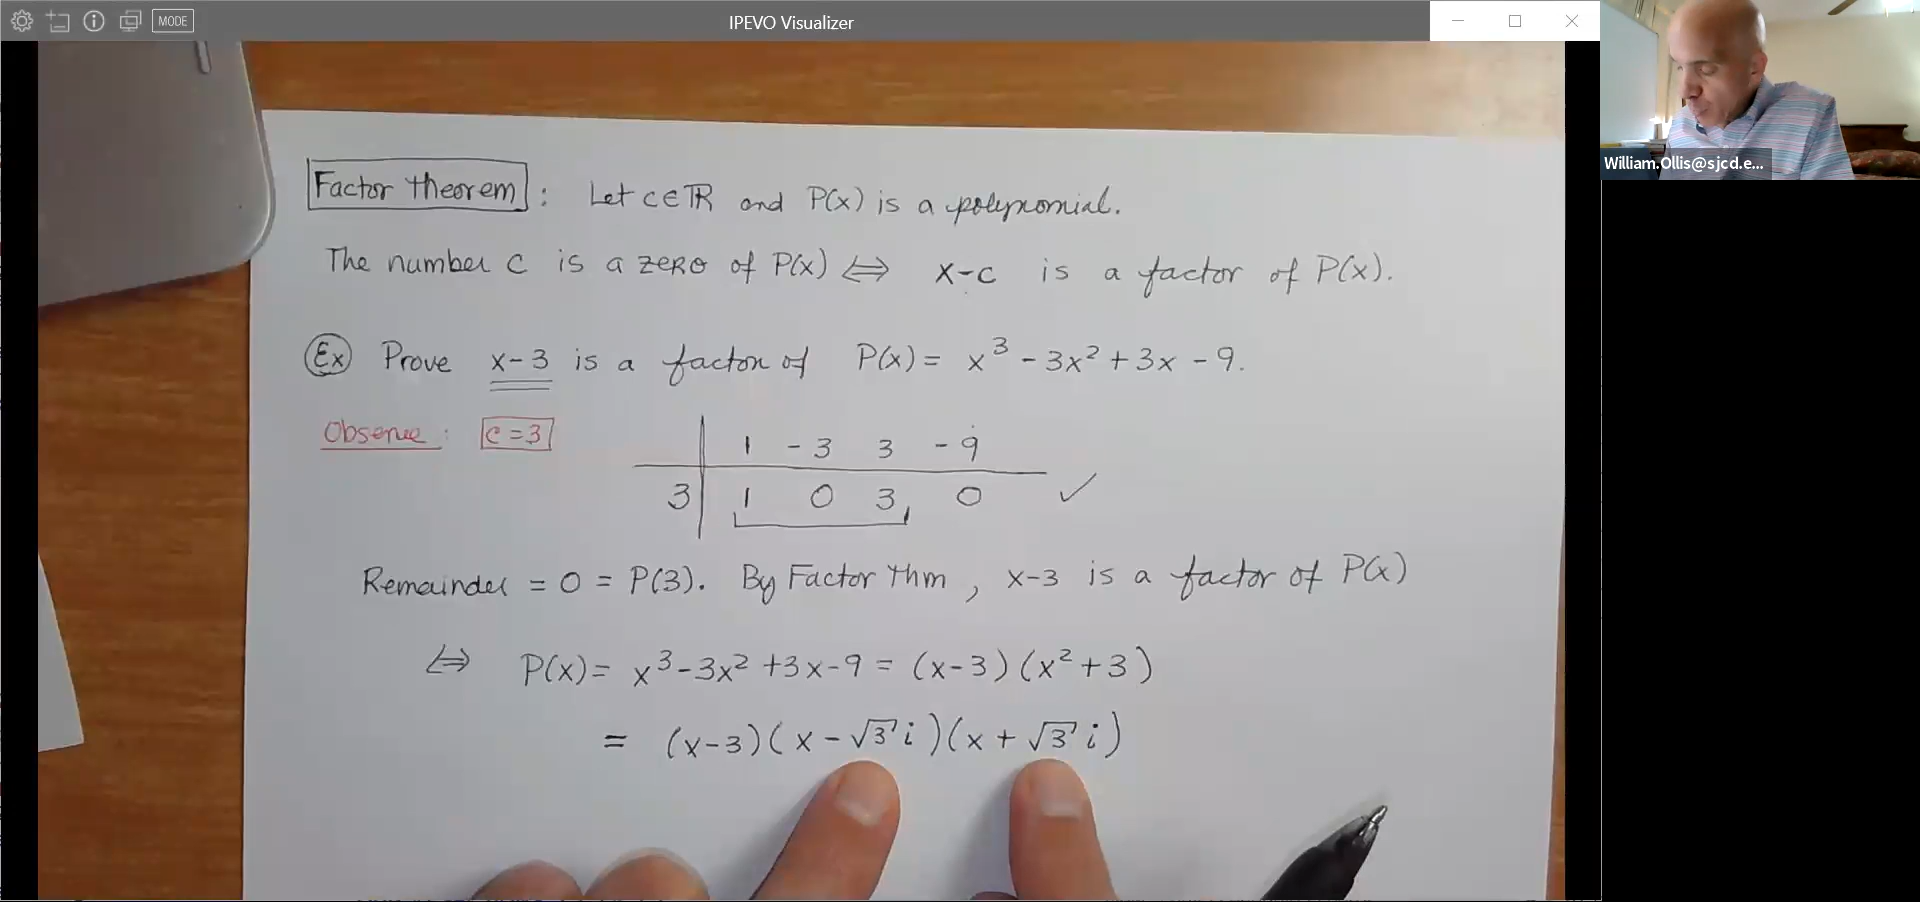 MODE
IPEVO Visualizer
William.Ollis@sjcd.e...
Factor theorem : Let c∈ℝ and P(x) is a polynomial.
The number c is a zero of P(x) ⇔ x-c is a factor of P(x).
Ex Prove x-3 is a factor of P(x) = x³ - 3x² + 3x - 9.
Observe : c=3
1 -3 3 -9
3 1 0 3 0 ✓
Remainder = 0 = P(3). By Factor Thm, x-3 is a factor of P(x)
⇔ P(x) = x³-3x²+3x-9 = (x-3)(x²+3)
= (x-3)(x-√3 i)(x+√3 i)